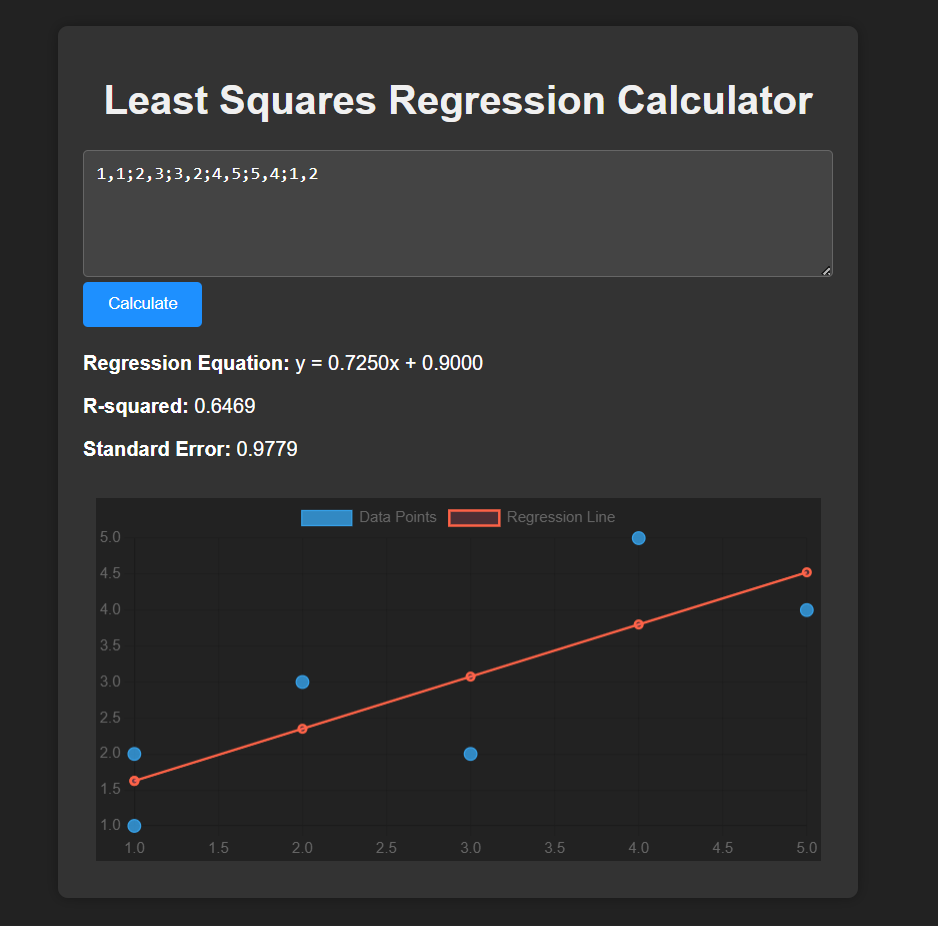 Least Squares Regression Calculator
1,1;2,3;3,2;4,5;5,4;1,2
Calculate
Regression Equation: y = 0.7250x + 0.9000
R-squared: 0.6469
Standard Error: 0.9779
Data Points Regression Line
5.0
4.5
4.0
3.5
3.0
2.5
2.0
1.5
1.0
1.0 1.5 2.0 2.5 3.0 3.5 4.0 4.5 5.0